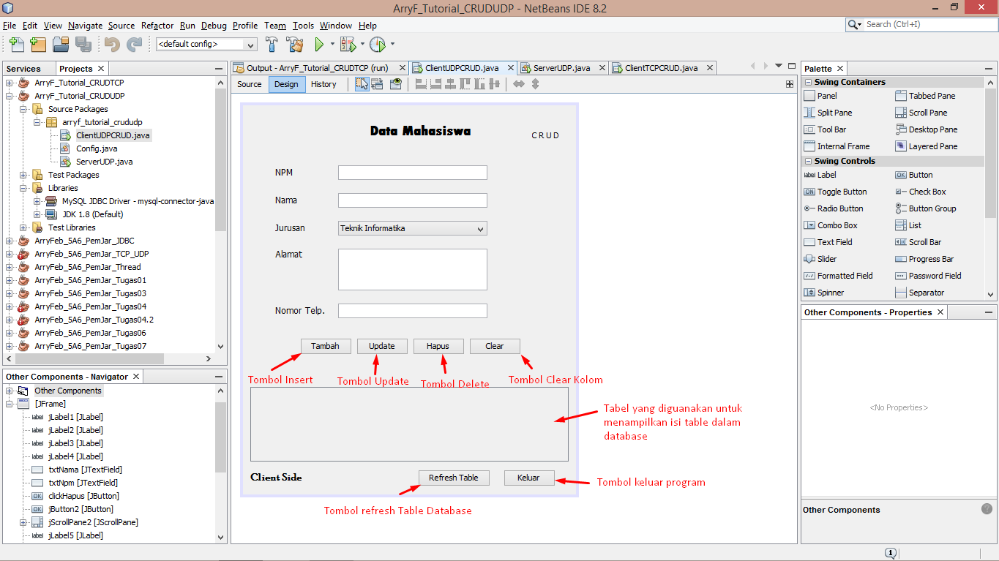 ArryF_Tutorial_CRUDUDP - NetBeans IDE 8.2
File Edit View Navigate Source Refactor Run Debug Profile Team Tools Window Help
Search (Ctrl+I)
<default config>
Services Projects
ArryF_Tutorial_CRUDTCP
ArryF_Tutorial_CRUDUDP
Source Packages
arryf_tutorial_crududp
ClientUDPCRUD.java
Config.java
ServerUDP.java
Test Packages
Libraries
MySQL JDBC Driver - mysql-connector-java
JDK 1.8 (Default)
Test Libraries
ArryFeb_5A6_PemJar_JDBC
ArryFeb_5A6_PemJar_TCP_UDP
ArryFeb_5A6_PemJar_Thread
ArryFeb_5A6_PemJar_Tugas01
ArryFeb_5A6_PemJar_Tugas03
ArryFeb_5A6_PemJar_Tugas04
ArryFeb_5A6_PemJar_Tugas04.2
ArryFeb_5A6_PemJar_Tugas06
ArryFeb_5A6_PemJar_Tugas07
Other Components - Navigator
Other Components
[JFrame]
label jLabel1 [JLabel]
label jLabel2 [JLabel]
label jLabel3 [JLabel]
label jLabel4 [JLabel]
txtNama [JTextField]
txtNpm [JTextField]
OK clickHapus [JButton]
OK jButton2 [JButton]
jScrollPane2 [JScrollPane]
label jLabel5 [JLabel]
Output - ArryF_Tutorial_CRUDTCP (run) ClientUDPCRUD.java ServerUDP.java ClientTCPCRUD.java
Source Design History
Data Mahasiswa
CRUD
NPM
Nama
Jurusan Teknik Informatika
Alamat
Nomor Telp.
Tambah Update Hapus Clear
Tombol Insert Tombol Update Tombol Delete Tombol Clear Kolom
Tabel yang diguanakan untuk
menampilkan isi table dalam
database
Client Side Refresh Table Keluar
Tombol keluar program
Tombol refresh Table Database
Palette
Swing Containers
Panel Tabbed Pane
Split Pane Scroll Pane
Tool Bar Desktop Pane
Internal Frame Layered Pane
Swing Controls
label Label OK Button
ON Toggle Button Check Box
Radio Button Button Group
Combo Box List
Text Field Scroll Bar
Slider Progress Bar
Formatted Field Password Field
Spinner Separator
Other Components - Properties
<No Properties>
Other Components
?
1